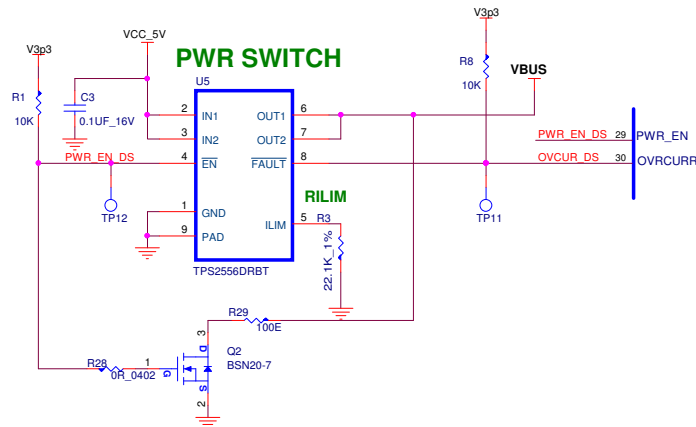 V3p3
VCC_5V
V3p3
PWR SWITCH
U5
R8
10K
VBUS
R1
10K
C3
0.1UF_16V
2 IN1
OUT1 6
3 IN2
OUT2 7
PWR_EN_DS 4 EN
FAULT 8
PWR_EN_DS 29 PWR_EN
OVCUR_DS 30 OVRCURR
TP12
TP11
1 GND
9 PAD
ILIM 5
RILIM
R3
22.1K_1%
TPS2556DRBT
R29
100E
3
D
Q2
BSN20-7
R28
0R_0402
1
G
S
2